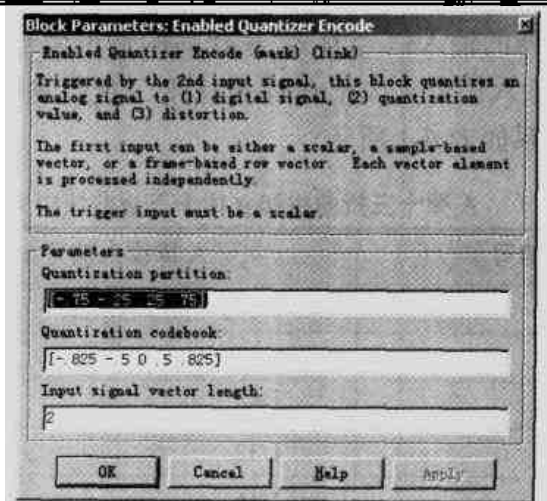 Block Parameters: Enabled Quantizer Encode
Enabled Quantizer Encode (mask) (link)
Triggered by the 2nd input signal, this block quantizes an
analog signal to (1) digital signal, (2) quantization
value, and (3) distortion.
The first input can be either a scalar, a sample-based
vector, or a frame-based row vector. Each vector element
is processed independently.
The trigger input must be a scalar.
Parameters
Quantization partition:
[-.75 -.25 .25 .75]
Quantization codebook:
[-.825 -.5 0 .5 .825]
Input signal vector length:
2
OK
Cancel
Help
Apply